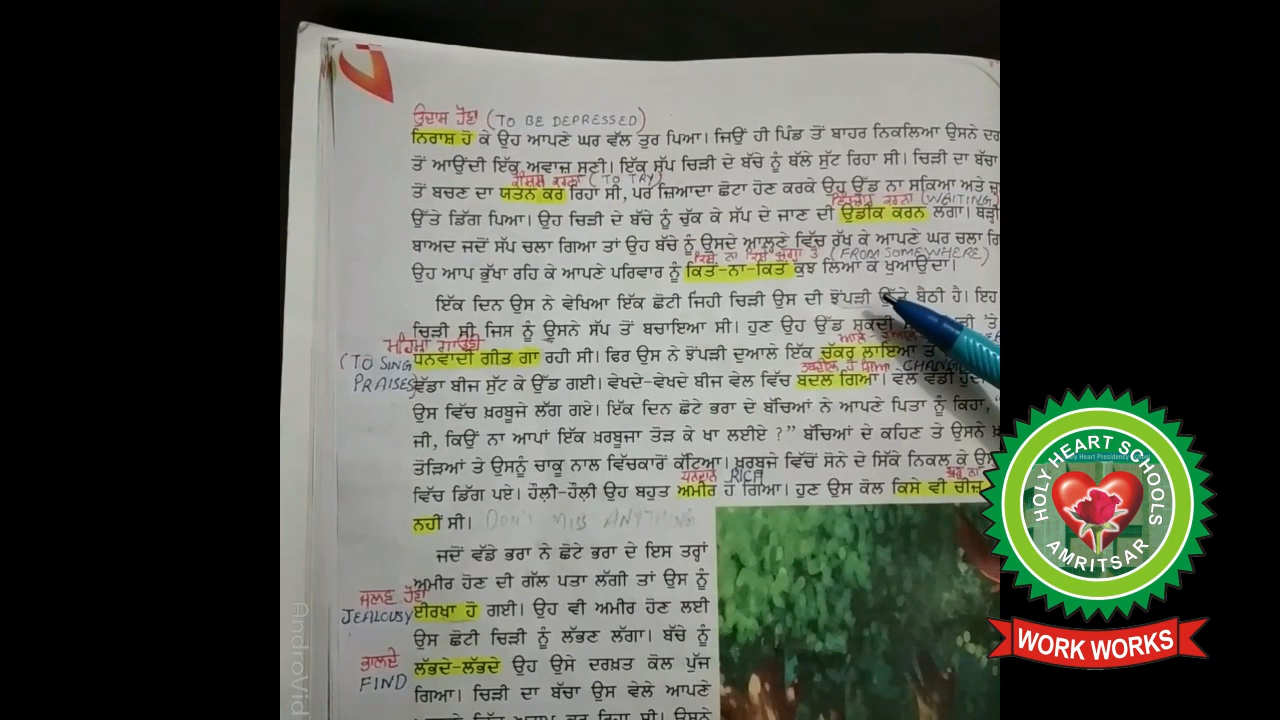 ਉਦਾਸ ਹੋਣਾ (TO BE DEPRESSED)
ਨਿਰਾਸ਼ ਹੋ ਕੇ ਉਹ ਆਪਣੇ ਘਰ ਵੱਲ ਤੁਰ ਪਿਆ। ਜਿਉਂ ਹੀ ਪਿੰਡ ਤੋਂ ਬਾਹਰ ਨਿਕਲਿਆ ਉਸਨੇ
ਤੋਂ ਆਉਂਦੀ ਇੱਕ ਅਵਾਜ਼ ਸੁਣੀ। ਇੱਕ ਸੱਪ ਚਿੜੀ ਦੇ ਬੱਚੇ ਨੂੰ ਥੱਲੇ ਸੁੱਟ ਰਿਹਾ ਸੀ। ਚਿੜੀ ਦਾ ਬੱਚਾ
ਕੋਸ਼ਿਸ਼ ਕਰਨਾ (TO TRY)
ਤੋਂ ਬਚਣ ਦਾ ਯਤਨ ਕਰ ਰਿਹਾ ਸੀ, ਪਰ ਜ਼ਿਆਦਾ ਛੋਟਾ ਹੋਣ ਕਰਕੇ ਉਹ ਉੱਡ ਨਾ ਸਕਿਆ ਅਤੇ
ਇੰਤਜ਼ਾਰ ਕਰਨਾ (WAITING)
ਉੱਤੇ ਡਿੱਗ ਪਿਆ। ਉਹ ਚਿੜੀ ਦੇ ਬੱਚੇ ਨੂੰ ਚੁੱਕ ਕੇ ਸੱਪ ਦੇ ਜਾਣ ਦੀ ਉਡੀਕ ਕਰਨ ਲੱਗਾ।
ਬਾਅਦ ਜਦੋਂ ਸੱਪ ਚਲਾ ਗਿਆ ਤਾਂ ਉਹ ਬੱਚੇ ਨੂੰ ਉਸਦੇ ਆਲ੍ਹਣੇ ਵਿੱਚ ਰੱਖ ਕੇ ਆਪਣੇ ਘਰ ਚਲਾ
ਕਿਸੇ ਨਾ ਕਿਸੇ ਜਗ੍ਹਾ ਤੋਂ (FROM SOMEWHERE)
ਉਹ ਆਪ ਭੁੱਖਾ ਰਹਿ ਕੇ ਆਪਣੇ ਪਰਿਵਾਰ ਨੂੰ ਕਿਤੋਂ-ਨਾ-ਕਿਤੋਂ ਕੁਝ ਲਿਆ ਕੇ ਖੁਆਉਂਦਾ।
ਇੱਕ ਦਿਨ ਉਸ ਨੇ ਵੇਖਿਆ ਇੱਕ ਛੋਟੀ ਜਿਹੀ ਚਿੜੀ ਉਸ ਦੀ ਝੌਂਪੜੀ ਉੱਤੇ ਬੈਠੀ ਹੈ। ਇਹ
ਚਿੜੀ ਸੀ ਜਿਸ ਨੂੰ ਉਸਨੇ ਸੱਪ ਤੋਂ ਬਚਾਇਆ ਸੀ। ਹੁਣ ਉਹ ਉੱਡ ਸਕਦੀ
ਮਹਿਮਾ ਗਾਉਣੀ
(TO SING PRAISES)
ਧੰਨਵਾਦੀ ਗੀਤ ਗਾ ਰਹੀ ਸੀ। ਫਿਰ ਉਸ ਨੇ ਝੌਂਪੜੀ ਦੁਆਲੇ ਇੱਕ ਚੱਕਰ ਲਾਇਆ ਤੇ
ਤਬਦੀਲ ਹੋ ਗਿਆ
ਵੱਡਾ ਬੀਜ ਸੁੱਟ ਕੇ ਉੱਡ ਗਈ। ਵੇਖਦੇ-ਵੇਖਦੇ ਬੀਜ ਵੇਲ ਵਿੱਚ ਬਦਲ ਗਿਆ। ਵੇਲ ਵੱਡੀ
ਉਸ ਵਿੱਚ ਖ਼ਰਬੂਜੇ ਲੱਗ ਗਏ। ਇੱਕ ਦਿਨ ਛੋਟੇ ਭਰਾ ਦੇ ਬੱਚਿਆਂ ਨੇ ਆਪਣੇ ਪਿਤਾ ਨੂੰ ਕਿਹਾ, “
ਜੀ, ਕਿਉਂ ਨਾ ਆਪਾਂ ਇੱਕ ਖ਼ਰਬੂਜਾ ਤੋੜ ਕੇ ਖਾ ਲਈਏ ?” ਬੱਚਿਆਂ ਦੇ ਕਹਿਣ ਤੇ ਉਸਨੇ
ਤੋੜਿਆਂ ਤੇ ਉਸਨੂੰ ਚਾਕੂ ਨਾਲ ਵਿੱਚਕਾਰੋਂ ਕੱਟਿਆ। ਖ਼ਰਬੂਜੇ ਵਿੱਚੋਂ ਸੋਨੇ ਦੇ ਸਿੱਕੇ ਨਿਕਲ ਕੇ
ਧਨਵਾਨ RICH
ਵਿੱਚ ਡਿੱਗ ਪਏ। ਹੌਲੀ-ਹੌਲੀ ਉਹ ਬਹੁਤ ਅਮੀਰ ਹੋ ਗਿਆ। ਹੁਣ ਉਸ ਕੋਲ ਕਿਸੇ ਵੀ ਚੀਜ਼
ਨਹੀਂ ਸੀ। DON'T MISS ANYTHING
ਜਦੋਂ ਵੱਡੇ ਭਰਾ ਨੇ ਛੋਟੇ ਭਰਾ ਦੇ ਇਸ ਤਰ੍ਹਾਂ
ਅਮੀਰ ਹੋਣ ਦੀ ਗੱਲ ਪਤਾ ਲੱਗੀ ਤਾਂ ਉਸ ਨੂੰ
ਜਲਣ ਹੋਣਾ
JEALOUSY
ਈਰਖਾ ਹੋ ਗਈ। ਉਹ ਵੀ ਅਮੀਰ ਹੋਣ ਲਈ
ਉਸ ਛੋਟੀ ਚਿੜੀ ਨੂੰ ਲੱਭਣ ਲੱਗਾ। ਬੱਚੇ ਨੂੰ
ਭਾਲਦੇ
FIND
ਲੱਭਦੇ-ਲੱਭਦੇ ਉਹ ਉਸੇ ਦਰਖ਼ਤ ਕੋਲ ਪੁੱਜ
ਗਿਆ। ਚਿੜੀ ਦਾ ਬੱਚਾ ਉਸ ਵੇਲੇ ਆਪਣੇ
HOLY HEART SCHOOLS
AMRITSAR
WORK WORKS
AndroVid